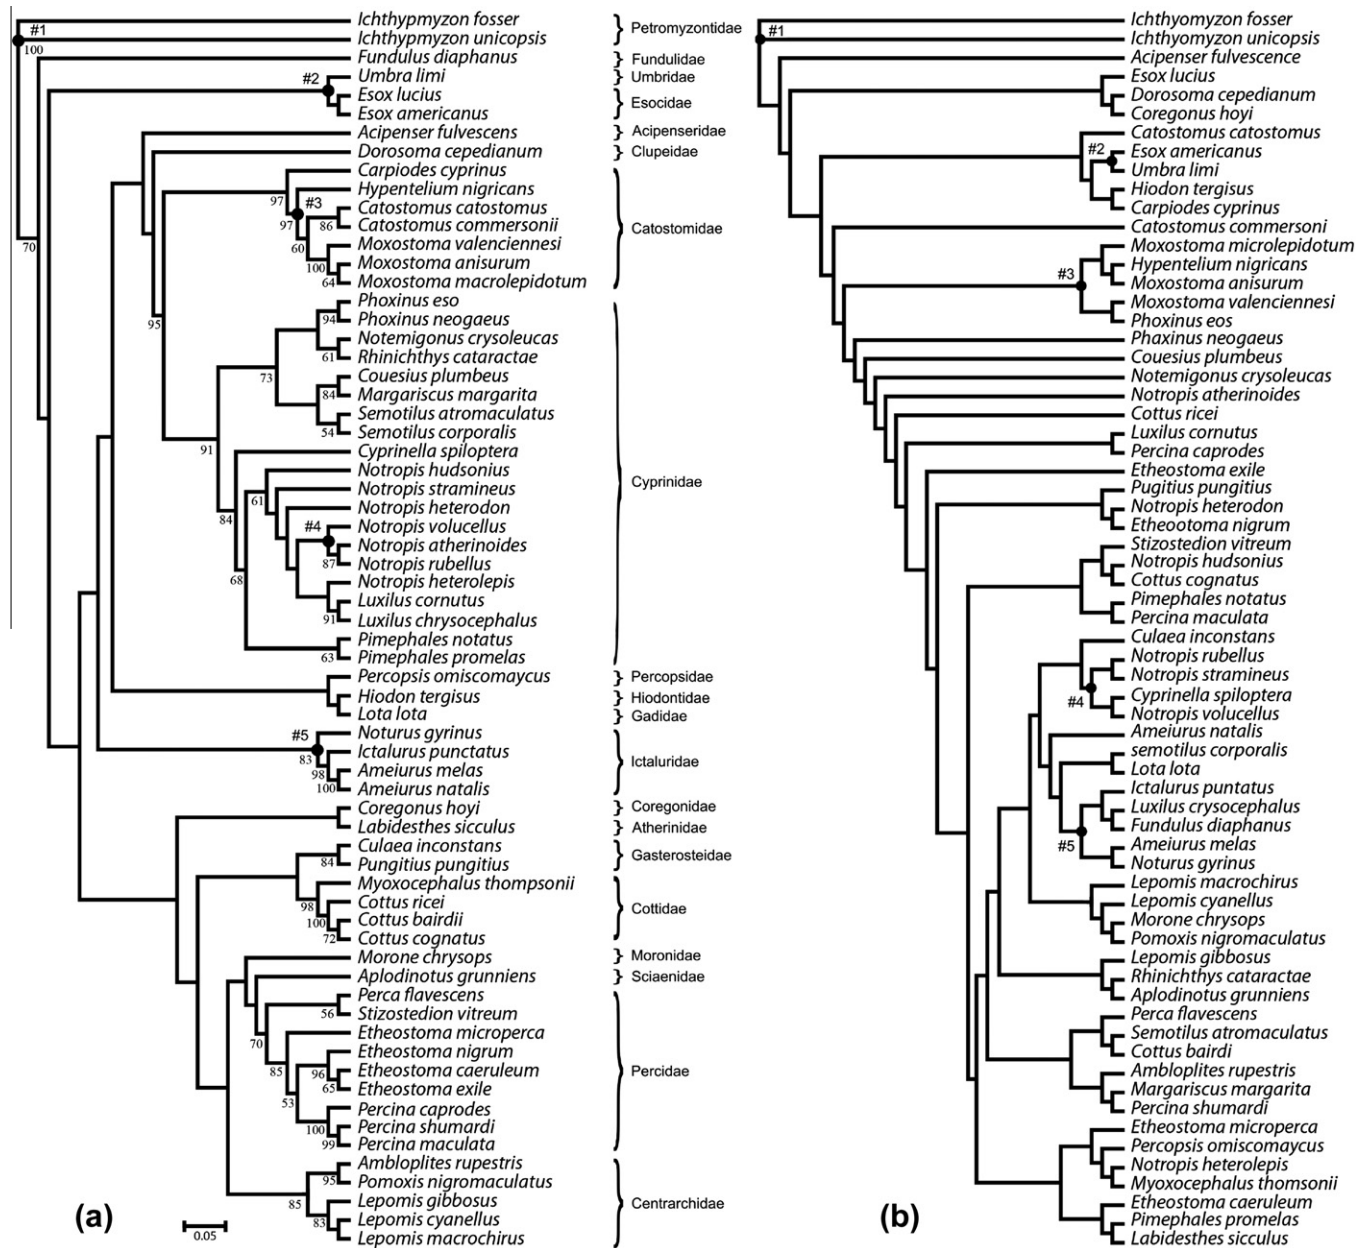 #1
100
Ichthypmyzon fosser
Ichthypmyzon unicopsis
Petromyzontidae
Fundulus diaphanus
Fundulidae
70
#2
Umbra limi
Umbridae
Esox lucius
Esox americanus
Esocidae
Acipenser fulvescens
Acipenseridae
Dorosoma cepedianum
Clupeidae
95
Carpiodes cyprinus
97
Hypentelium nigricans
97
#3
Catostomus catostomus
Catostomus commersonii
86
60
Moxostoma valenciennesi
100
Moxostoma anisurum
Moxostoma macrolepidotum
64
Catostomidae
91
73
Phoxinus eso
Phoxinus neogaeus
94
Notemigonus crysoleucas
Rhinichthys cataractae
61
Couesius plumbeus
Margariscus margarita
84
Semotilus atromaculatus
Semotilus corporalis
54
Cyprinella spiloptera
84
Notropis hudsonius
61
Notropis stramineus
Notropis heterodon
#4
Notropis volucellus
Notropis atherinoides
Notropis rubellus
87
68
Notropis heterolepis
Luxilus cornutus
Luxilus chrysocephalus
91
Pimephales notatus
Pimephales promelas
63
Cyprinidae
Percopsis omiscomaycus
Percopsidae
Hiodon tergisus
Hiodontidae
Lota lota
Gadidae
#5
Noturus gyrinus
83
Ictalurus punctatus
98
Ameiurus melas
Ameiurus natalis
100
Ictaluridae
Coregonus hoyi
Coregonidae
Labidesthes sicculus
Atherinidae
Culaea inconstans
Pungitius pungitius
84
Gasterosteidae
Myoxocephalus thompsonii
98
Cottus ricei
100
Cottus bairdii
Cottus cognatus
72
Cottidae
Morone chrysops
Moronidae
Aplodinotus grunniens
Sciaenidae
70
Perca flavescens
Stizostedion vitreum
56
Etheostoma microperca
85
Etheostoma nigrum
96
Etheostoma caeruleum
Etheostoma exile
65
53
Percina caprodes
100
Percina shumardi
Percina maculata
99
Percidae
Ambloplites rupestris
Pomoxis nigromaculatus
95
85
Lepomis gibbosus
83
Lepomis cyanellus
Lepomis macrochirus
Centrarchidae
(a)
0.05
#1
Ichthyomyzon fosser
Ichthyomyzon unicopsis
Acipenser fulvescence
Esox lucius
Dorosoma cepedianum
Coregonus hoyi
Catostomus catostomus
#2
Esox americanus
Umbra limi
Hiodon tergisus
Carpiodes cyprinus
Catostomus commersoni
Moxostoma microlepidotum
Hypentelium nigricans
#3
Moxostoma anisurum
Moxostoma valenciennesi
Phoxinus eos
Phaxinus neogaeus
Couesius plumbeus
Notemigonus crysoleucas
Notropis atherinoides
Cottus ricei
Luxilus cornutus
Percina caprodes
Etheostoma exile
Pugitius pungitius
Notropis heterodon
Etheootoma nigrum
Stizostedion vitreum
Notropis hudsonius
Cottus cognatus
Pimephales notatus
Percina maculata
Culaea inconstans
Notropis rubellus
Notropis stramineus
#4
Cyprinella spiloptera
Notropis volucellus
Ameiurus natalis
semotilus corporalis
Lota lota
Ictalurus puntatus
Luxilus crysocephalus
Fundulus diaphanus
#5
Ameiurus melas
Noturus gyrinus
Lepomis macrochirus
Lepomis cyanellus
Morone chrysops
Pomoxis nigromaculatus
Lepomis gibbosus
Rhinichthys cataractae
Aplodinotus grunniens
Perca flavescens
Semotilus atromaculatus
Cottus bairdi
Ambloplites rupestris
Margariscus margarita
Percina shumardi
Etheostoma microperca
Percopsis omiscomaycus
Notropis heterolepis
Myoxocephalus thomsonii
Etheostoma caeruleum
Pimephales promelas
Labidesthes sicculus
(b)